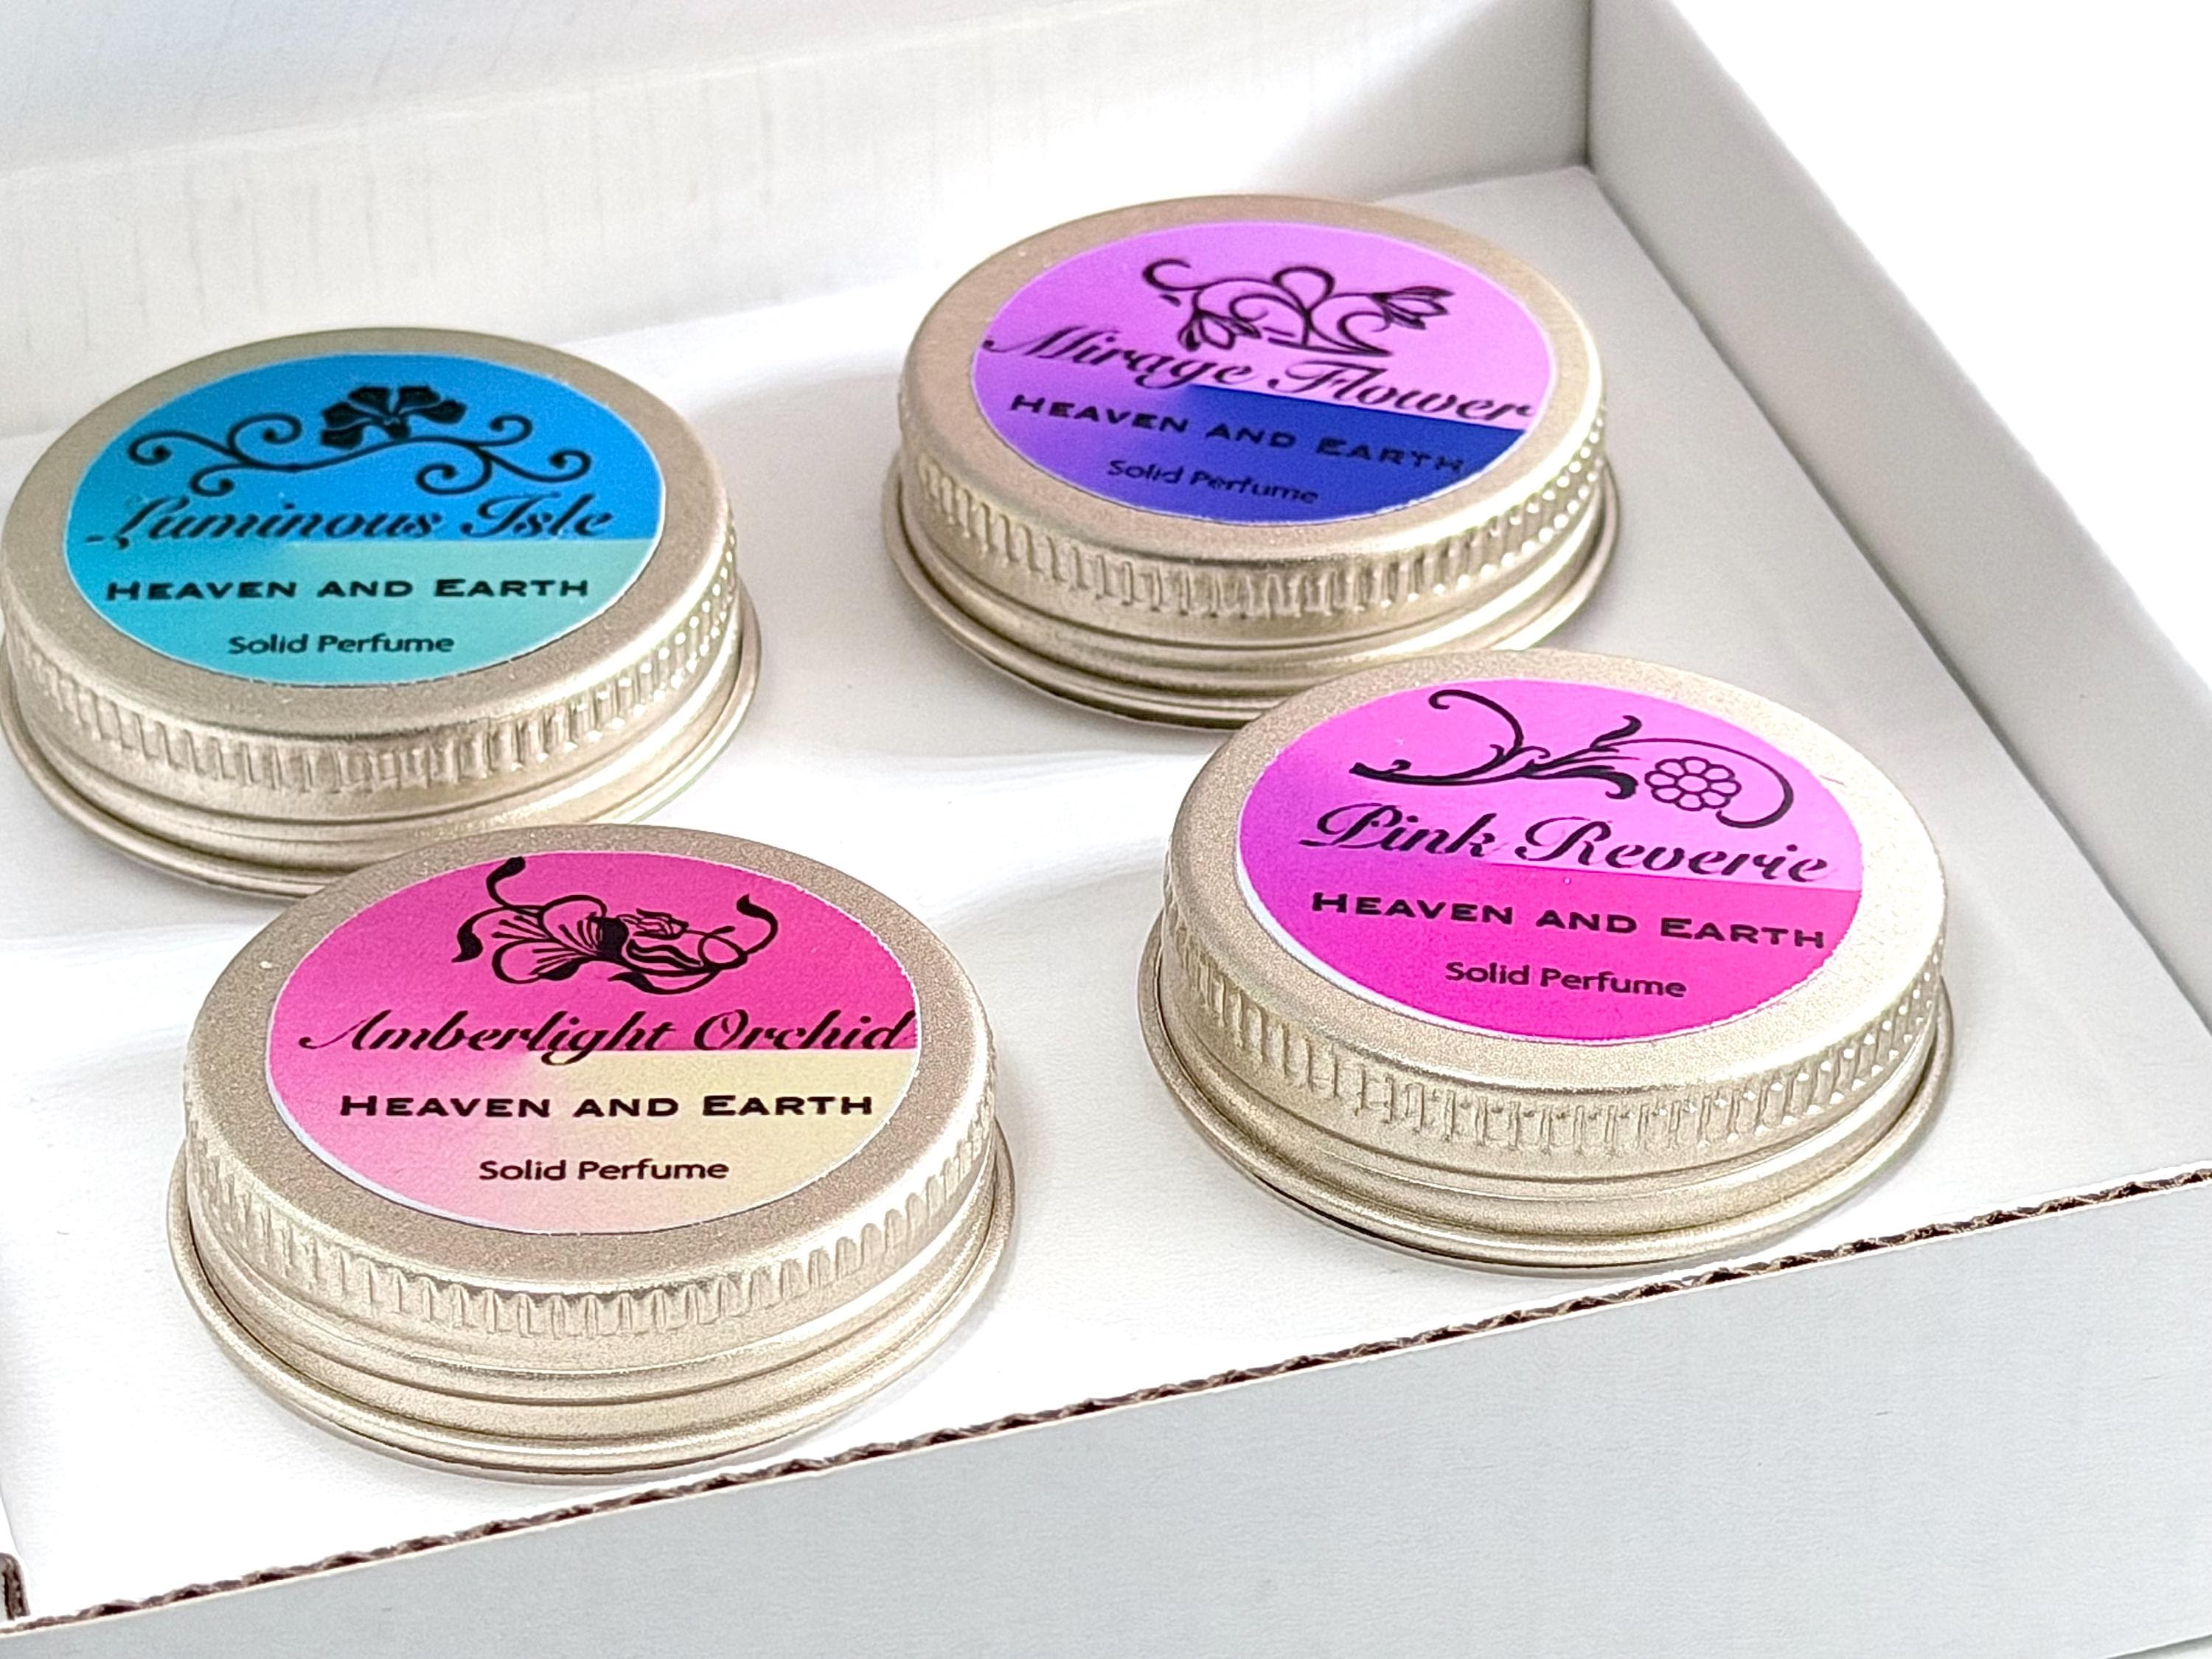 Luminous Isle
HEAVEN AND EARTH
Solid Perfume
Mirage Flower
HEAVEN AND EARTH
Solid Perfume
Amberlight Orchid
HEAVEN AND EARTH
Solid Perfume
Pink Reverie
HEAVEN AND EARTH
Solid Perfume